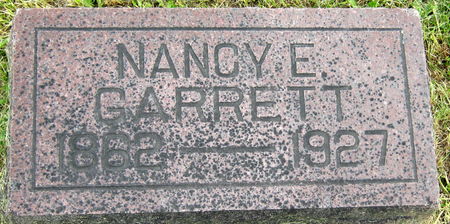 NANCY E.
GARRETT
1862 — 1927